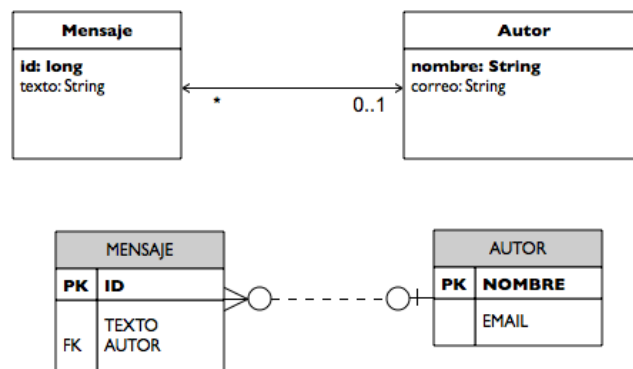 Mensaje
id: long
texto: String
Autor
nombre: String
correo: String
* 0..1
MENSAJE
PK ID
TEXTO
FK AUTOR
AUTOR
PK NOMBRE
EMAIL